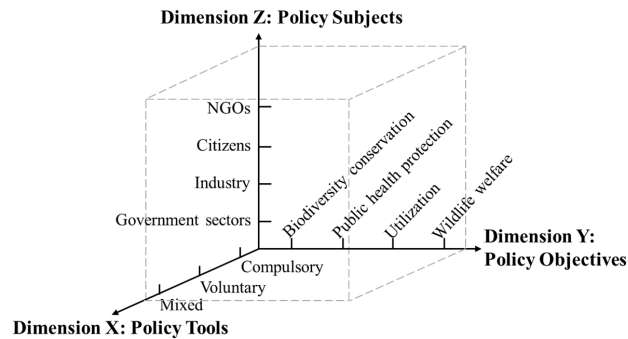 Dimension Z: Policy Subjects
NGOs
Citizens
Industry
Government sectors
Biodiversity conservation
Public health protection
Utilization
Wildlife welfare
Dimension Y:
Policy Objectives
Compulsory
Voluntary
Mixed
Dimension X: Policy Tools